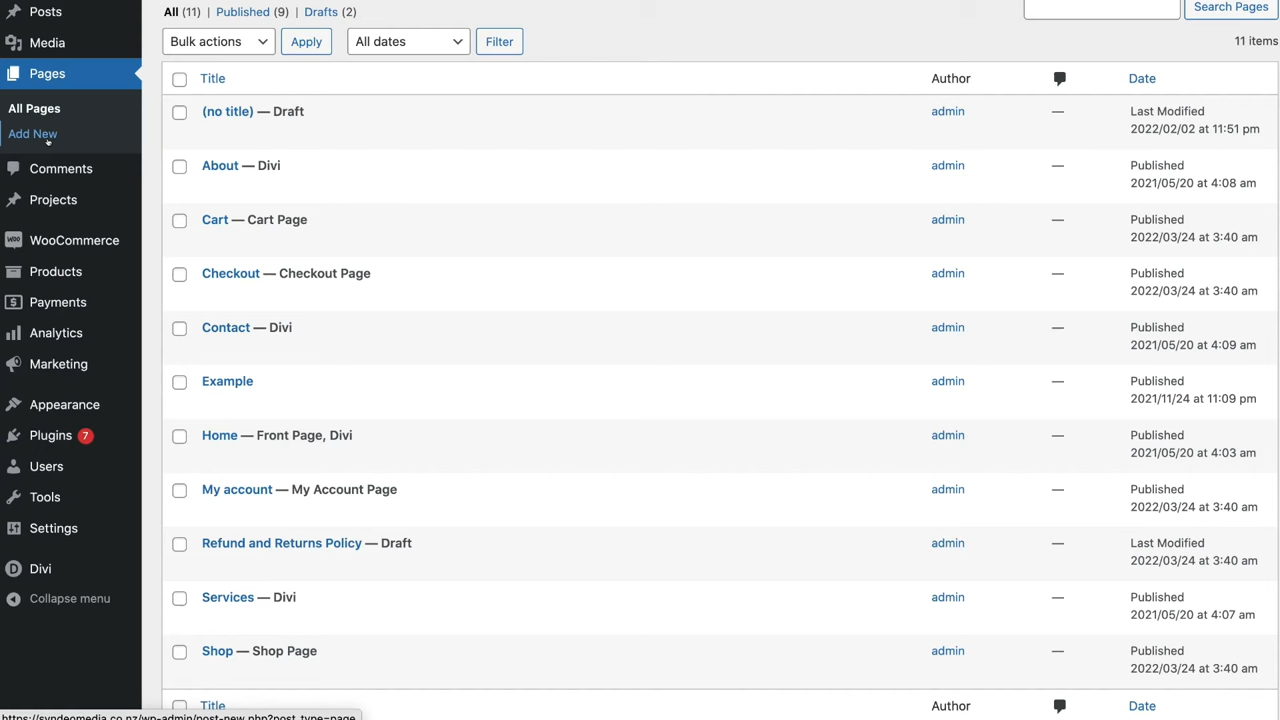 Posts
Media
Pages
All Pages
Add New
Comments
Projects
WOO WooCommerce
Products
Payments
Analytics
Marketing
Appearance
Plugins 7
Users
Tools
Settings
D Divi
Collapse menu
All (11) | Published (9) | Drafts (2)
Search Pages
Bulk actions Apply All dates Filter
11 items
Title Author Date
(no title) — Draft admin — Last Modified
2022/02/02 at 11:51 pm
About — Divi admin — Published
2021/05/20 at 4:08 am
Cart — Cart Page admin — Published
2022/03/24 at 3:40 am
Checkout — Checkout Page admin — Published
2022/03/24 at 3:40 am
Contact — Divi admin — Published
2021/05/20 at 4:09 am
Example admin — Published
2021/11/24 at 11:09 pm
Home — Front Page, Divi admin — Published
2021/05/20 at 4:03 am
My account — My Account Page admin — Published
2022/03/24 at 3:40 am
Refund and Returns Policy — Draft admin — Last Modified
2022/03/24 at 3:40 am
Services — Divi admin — Published
2021/05/20 at 4:07 am
Shop — Shop Page admin — Published
2022/03/24 at 3:40 am
Title Author Date
https://syndeomedia.co.nz/wp-admin/post-new.php?post_type=page